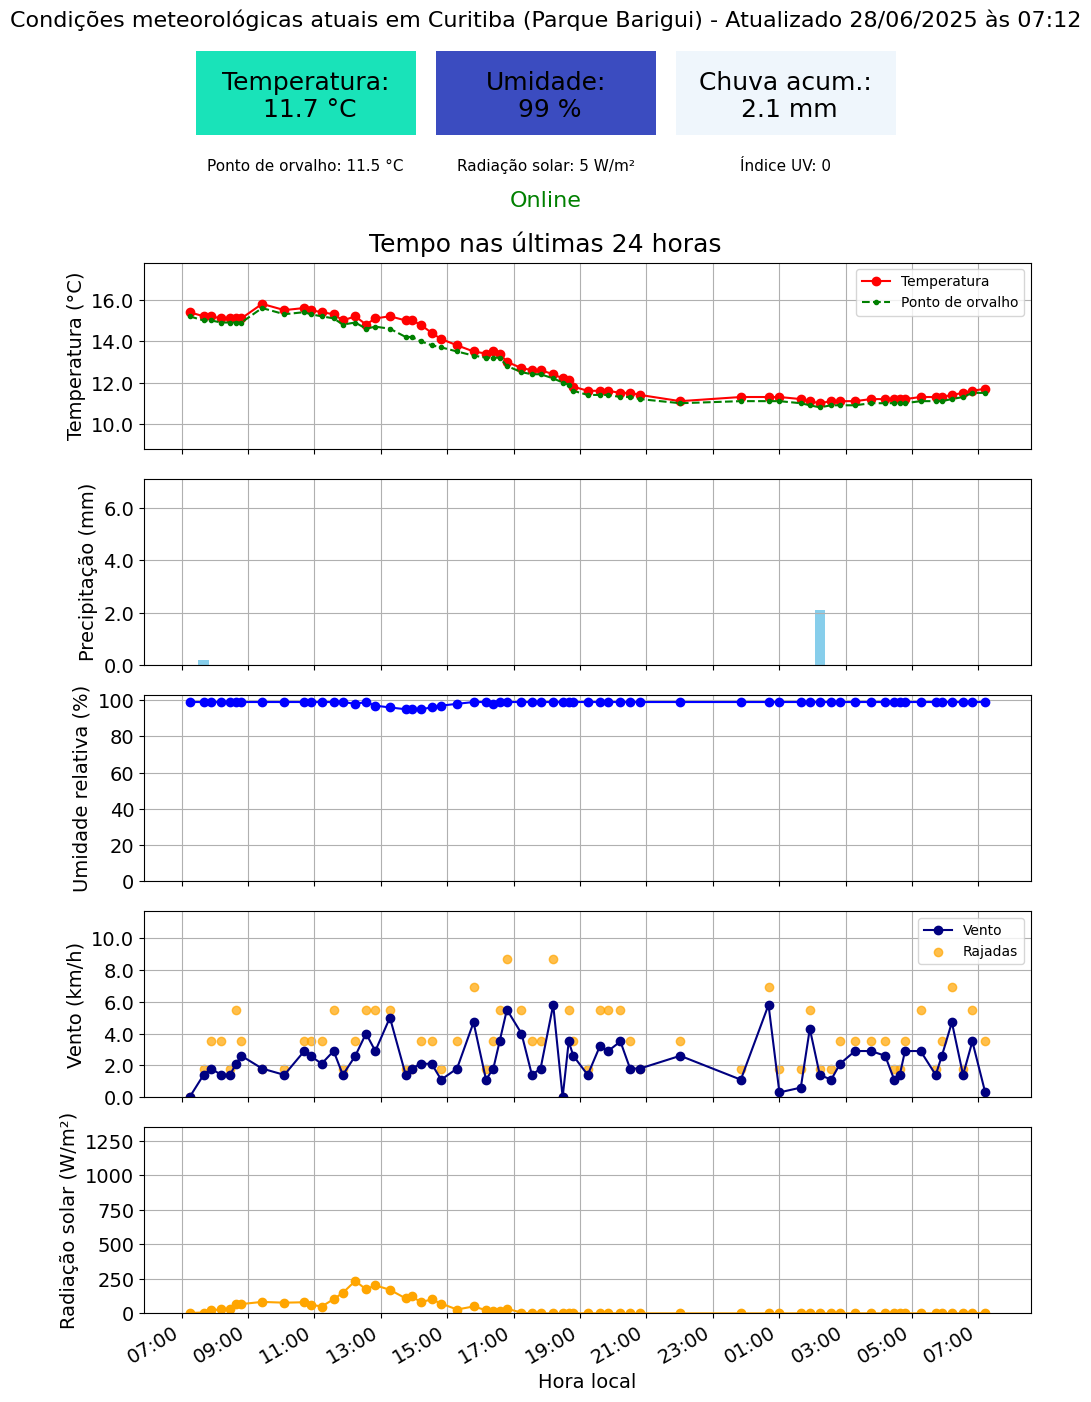 Condições meteorológicas atuais em Curitiba (Parque Barigui) - Atualizado 28/06/2025 às 07:12
Temperatura:
11.7 °C
Umidade:
99 %
Chuva acum.:
2.1 mm
Ponto de orvalho: 11.5 °C
Radiação solar: 5 W/m²
Índice UV: 0
Online
Tempo nas últimas 24 horas
Temperatura (°C)
16.0
14.0
12.0
10.0
Temperatura
Ponto de orvalho
Precipitação (mm)
6.0
4.0
2.0
0.0
Umidade relativa (%)
100
80
60
40
20
0
Vento (km/h)
10.0
8.0
6.0
4.0
2.0
0.0
Vento
Rajadas
Radiação solar (W/m²)
1250
1000
750
500
250
0
07:00
09:00
11:00
13:00
15:00
17:00
19:00
21:00
23:00
01:00
03:00
05:00
07:00
Hora local